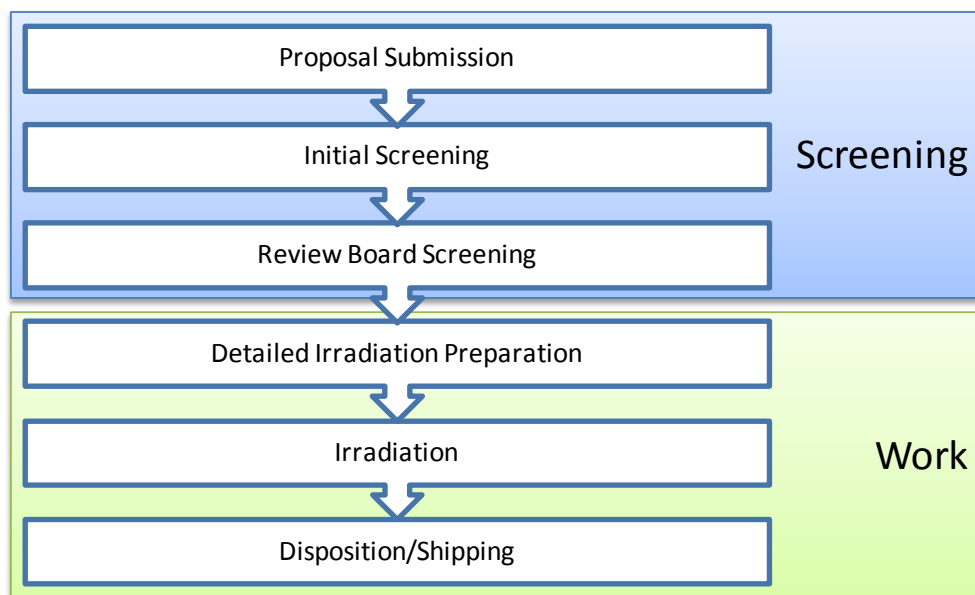 Proposal Submission
Initial Screening
Screening
Review Board Screening
Detailed Irradiation Preparation
Irradiation
Work
Disposition/Shipping